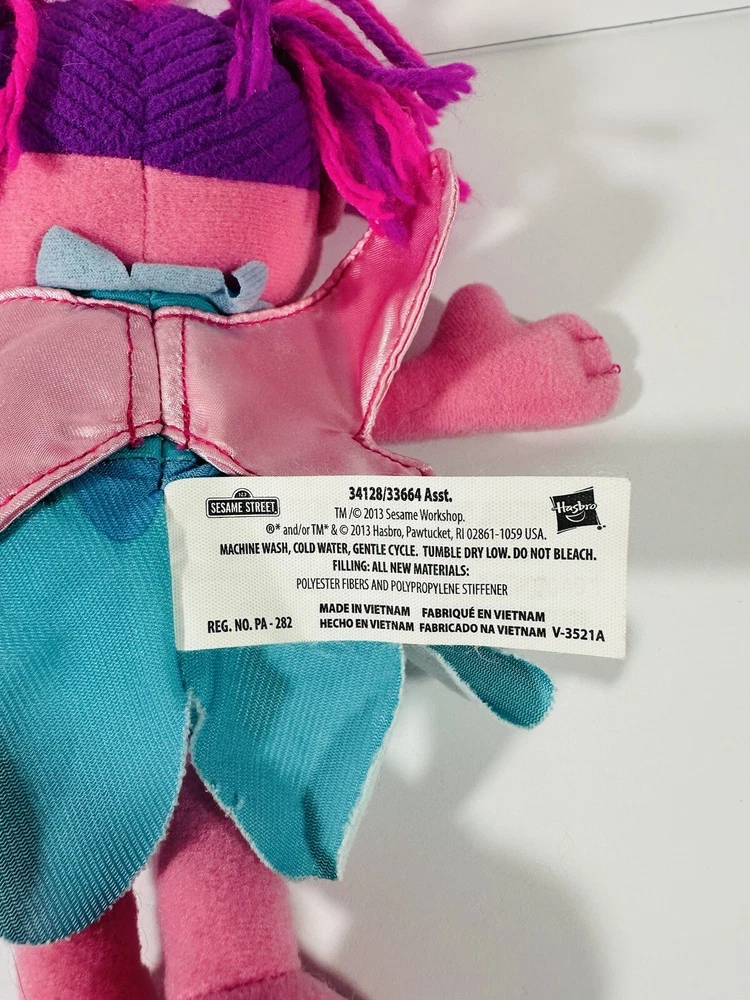 123
SESAME STREET
34128/33664 Asst.
TM /© 2013 Sesame Workshop.
®* and/or TM* & © 2013 Hasbro, Pawtucket, RI 02861-1059 USA.
Hasbro
MACHINE WASH, COLD WATER, GENTLE CYCLE. TUMBLE DRY LOW. DO NOT BLEACH.
FILLING: ALL NEW MATERIALS:
POLYESTER FIBERS AND POLYPROPYLENE STIFFENER
MADE IN VIETNAM FABRIQUÉ EN VIETNAM
REG. NO. PA - 282 HECHO EN VIETNAM FABRICADO NA VIETNAM V-3521A